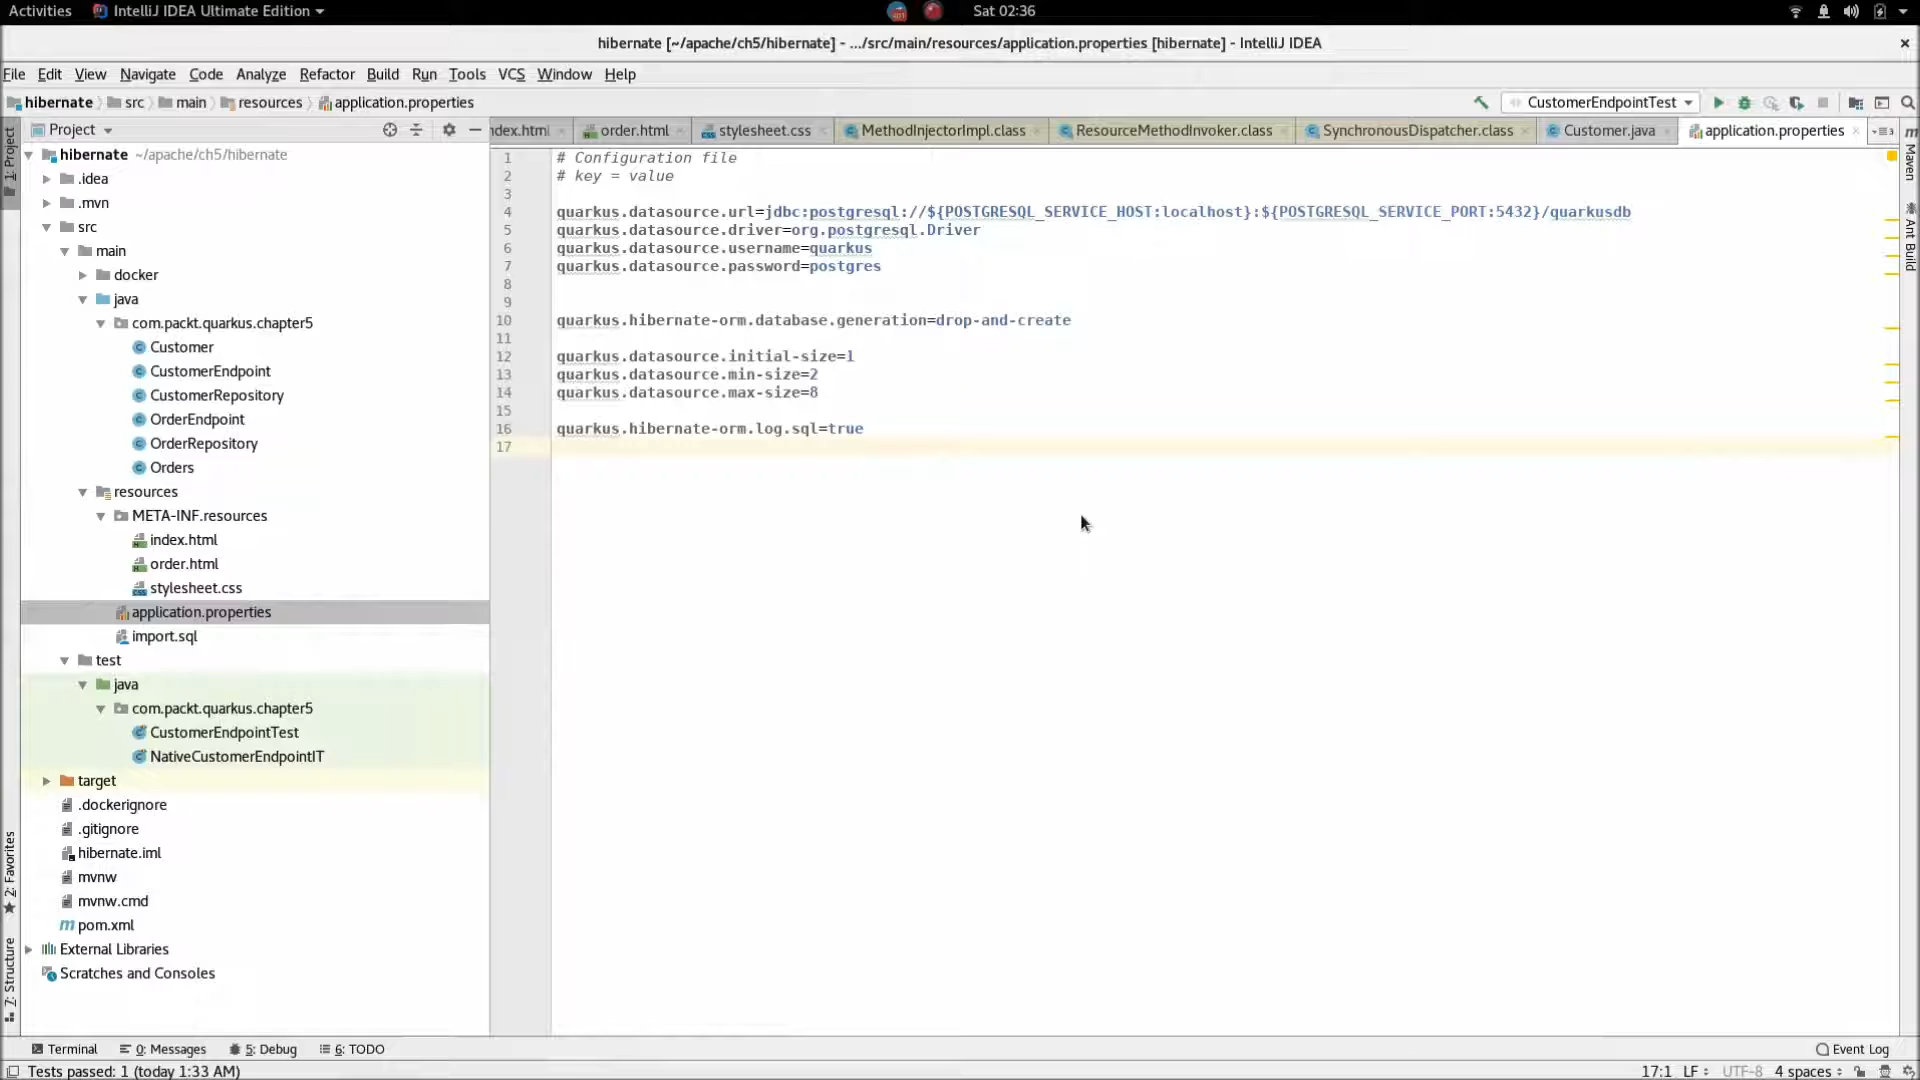 Activities IntelliJ IDEA Ultimate Edition Sat 02:36
hibernate [~/apache/ch5/hibernate] - .../src/main/resources/application.properties [hibernate] - IntelliJ IDEA
File Edit View Navigate Code Analyze Refactor Build Run Tools VCS Window Help
hibernate src main resources application.properties CustomerEndpointTest
Project ndex.html order.html stylesheet.css MethodInjectorImpl.class ResourceMethodInvoker.class SynchronousDispatcher.class Customer.java application.properties
1: Project
2: Favorites
7: Structure
Maven
Ant Build
hibernate ~/apache/ch5/hibernate
.idea
.mvn
src
main
docker
java
com.packt.quarkus.chapter5
Customer
CustomerEndpoint
CustomerRepository
OrderEndpoint
OrderRepository
Orders
resources
META-INF.resources
index.html
order.html
stylesheet.css
application.properties
import.sql
test
java
com.packt.quarkus.chapter5
CustomerEndpointTest
NativeCustomerEndpointIT
target
.dockerignore
.gitignore
hibernate.iml
mvnw
mvnw.cmd
pom.xml
External Libraries
Scratches and Consoles
1 # Configuration file
2 # key = value
3
4 quarkus.datasource.url=jdbc:postgresql://${POSTGRESQL_SERVICE_HOST:localhost}:${POSTGRESQL_SERVICE_PORT:5432}/quarkusdb
5 quarkus.datasource.driver=org.postgresql.Driver
6 quarkus.datasource.username=quarkus
7 quarkus.datasource.password=postgres
8
9
10 quarkus.hibernate-orm.database.generation=drop-and-create
11
12 quarkus.datasource.initial-size=1
13 quarkus.datasource.min-size=2
14 quarkus.datasource.max-size=8
15
16 quarkus.hibernate-orm.log.sql=true
17
Terminal 0: Messages 5: Debug 6: TODO Event Log
Tests passed: 1 (today 1:33 AM) 17:1 LF UTF-8 4 spaces